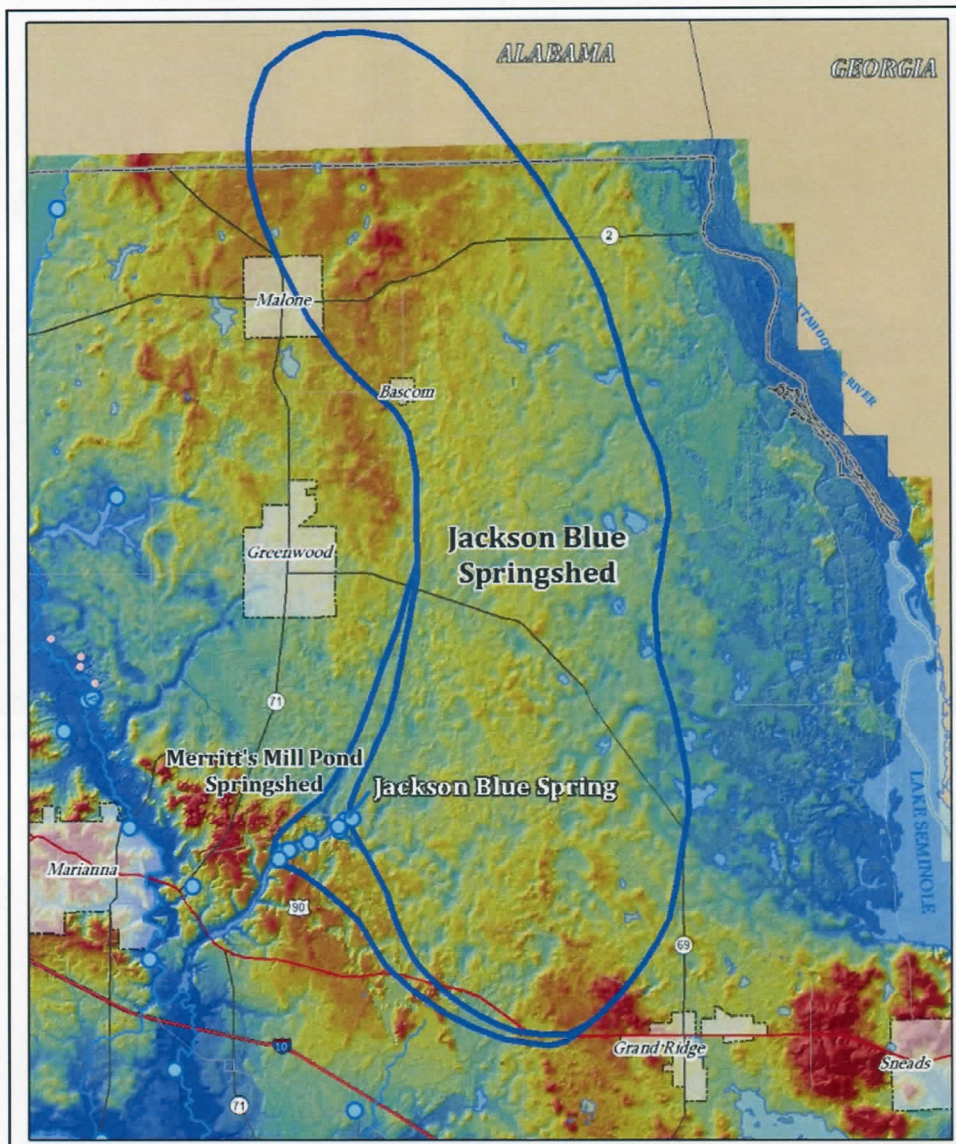 ALABAMA
GEORGIA
2
Malone
RIVER
Bascom
Jackson Blue
Springshed
Greenwood
71
Merritt's Mill Pond
Springshed
Jackson Blue Spring
LAKE SEMINOLE
Marianna
90
69
10
Grand Ridge
Sneads
71